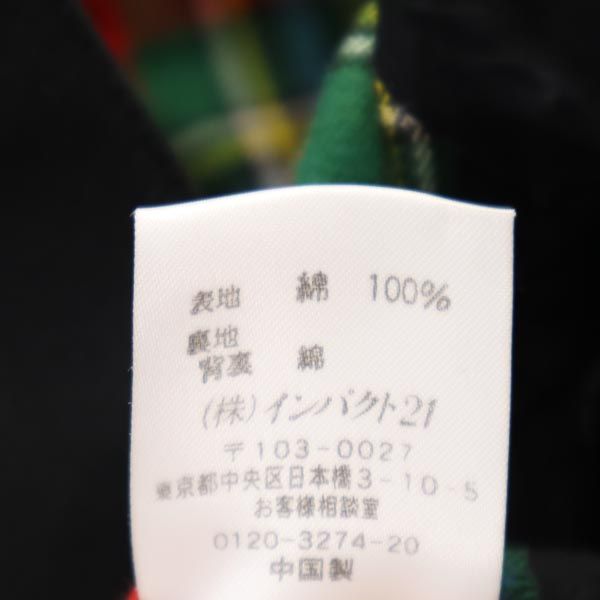 表地 綿 100%
裏地
背裏 綿
(株)インパクト21
〒103-0027
東京都中央区日本橋3-10-5
お客様相談室
0120-3274-20
中国製